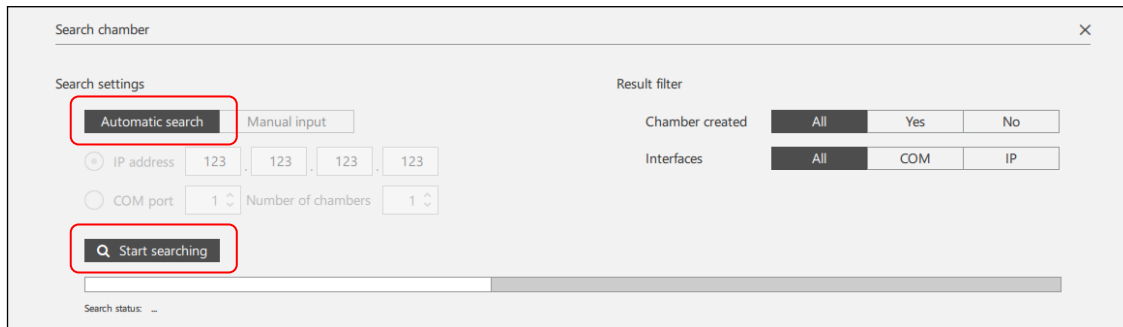 Search chamber
Search settings
Automatic search Manual input
IP address 123 . 123 . 123 . 123
COM port 1 Number of chambers 1
Start searching
Search status: ...
Result filter
Chamber created All Yes No
Interfaces All COM IP